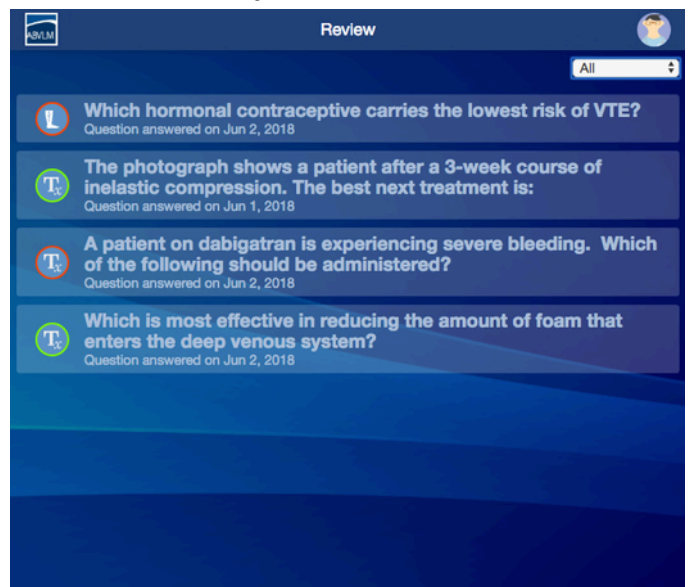 ABVLM
Review
All
Which hormonal contraceptive carries the lowest risk of VTE?
Question answered on Jun 2, 2018
Tx
The photograph shows a patient after a 3-week course of
inelastic compression. The best next treatment is:
Question answered on Jun 1, 2018
Tx
A patient on dabigatran is experiencing severe bleeding.  Which
of the following should be administered?
Question answered on Jun 2, 2018
Tx
Which is most effective in reducing the amount of foam that
enters the deep venous system?
Question answered on Jun 2, 2018